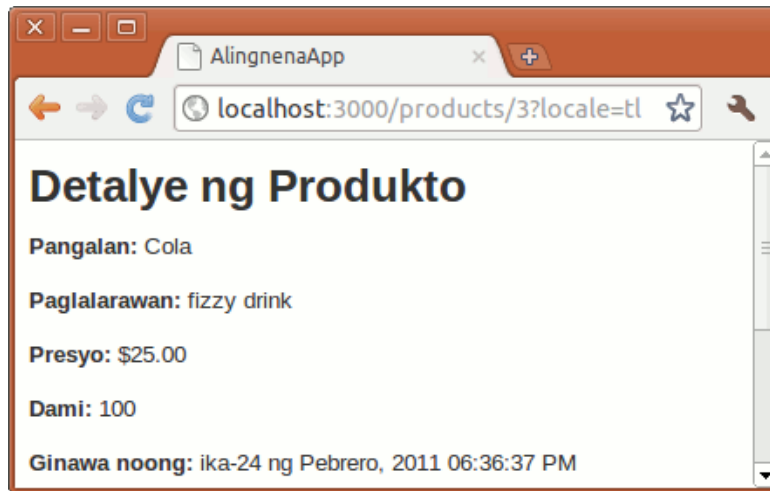 AlingnenaApp
localhost:3000/products/3?locale=tl
Detalye ng Produkto
Pangalan: Cola
Paglalarawan: fizzy drink
Presyo: $25.00
Dami: 100
Ginawa noong: ika-24 ng Pebrero, 2011 06:36:37 PM